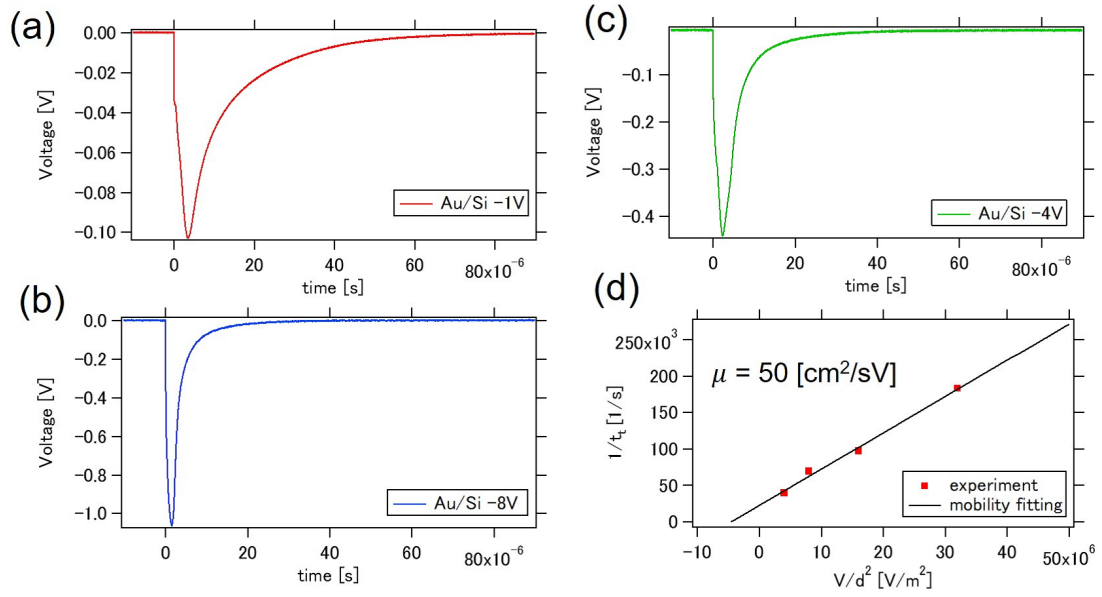 (a)
0.00
-0.02
-0.04
-0.06
-0.08
-0.10
Voltage [V]
Au/Si -1V
0
20
40
60
80x10⁻⁶
time [s]
(c)
-0.1
-0.2
-0.3
-0.4
Voltage [V]
Au/Si -4V
0
20
40
60
80x10⁻⁶
time [s]
(b)
0.0
-0.2
-0.4
-0.6
-0.8
-1.0
Voltage [V]
Au/Si -8V
0
20
40
60
80x10⁻⁶
time [s]
(d)
250x10³
200
150
100
50
0
1/tₜ [1/s]
μ = 50 [cm²/sV]
experiment
mobility fitting
-10
0
10
20
30
40
50x10⁶
V/d² [V/m²]